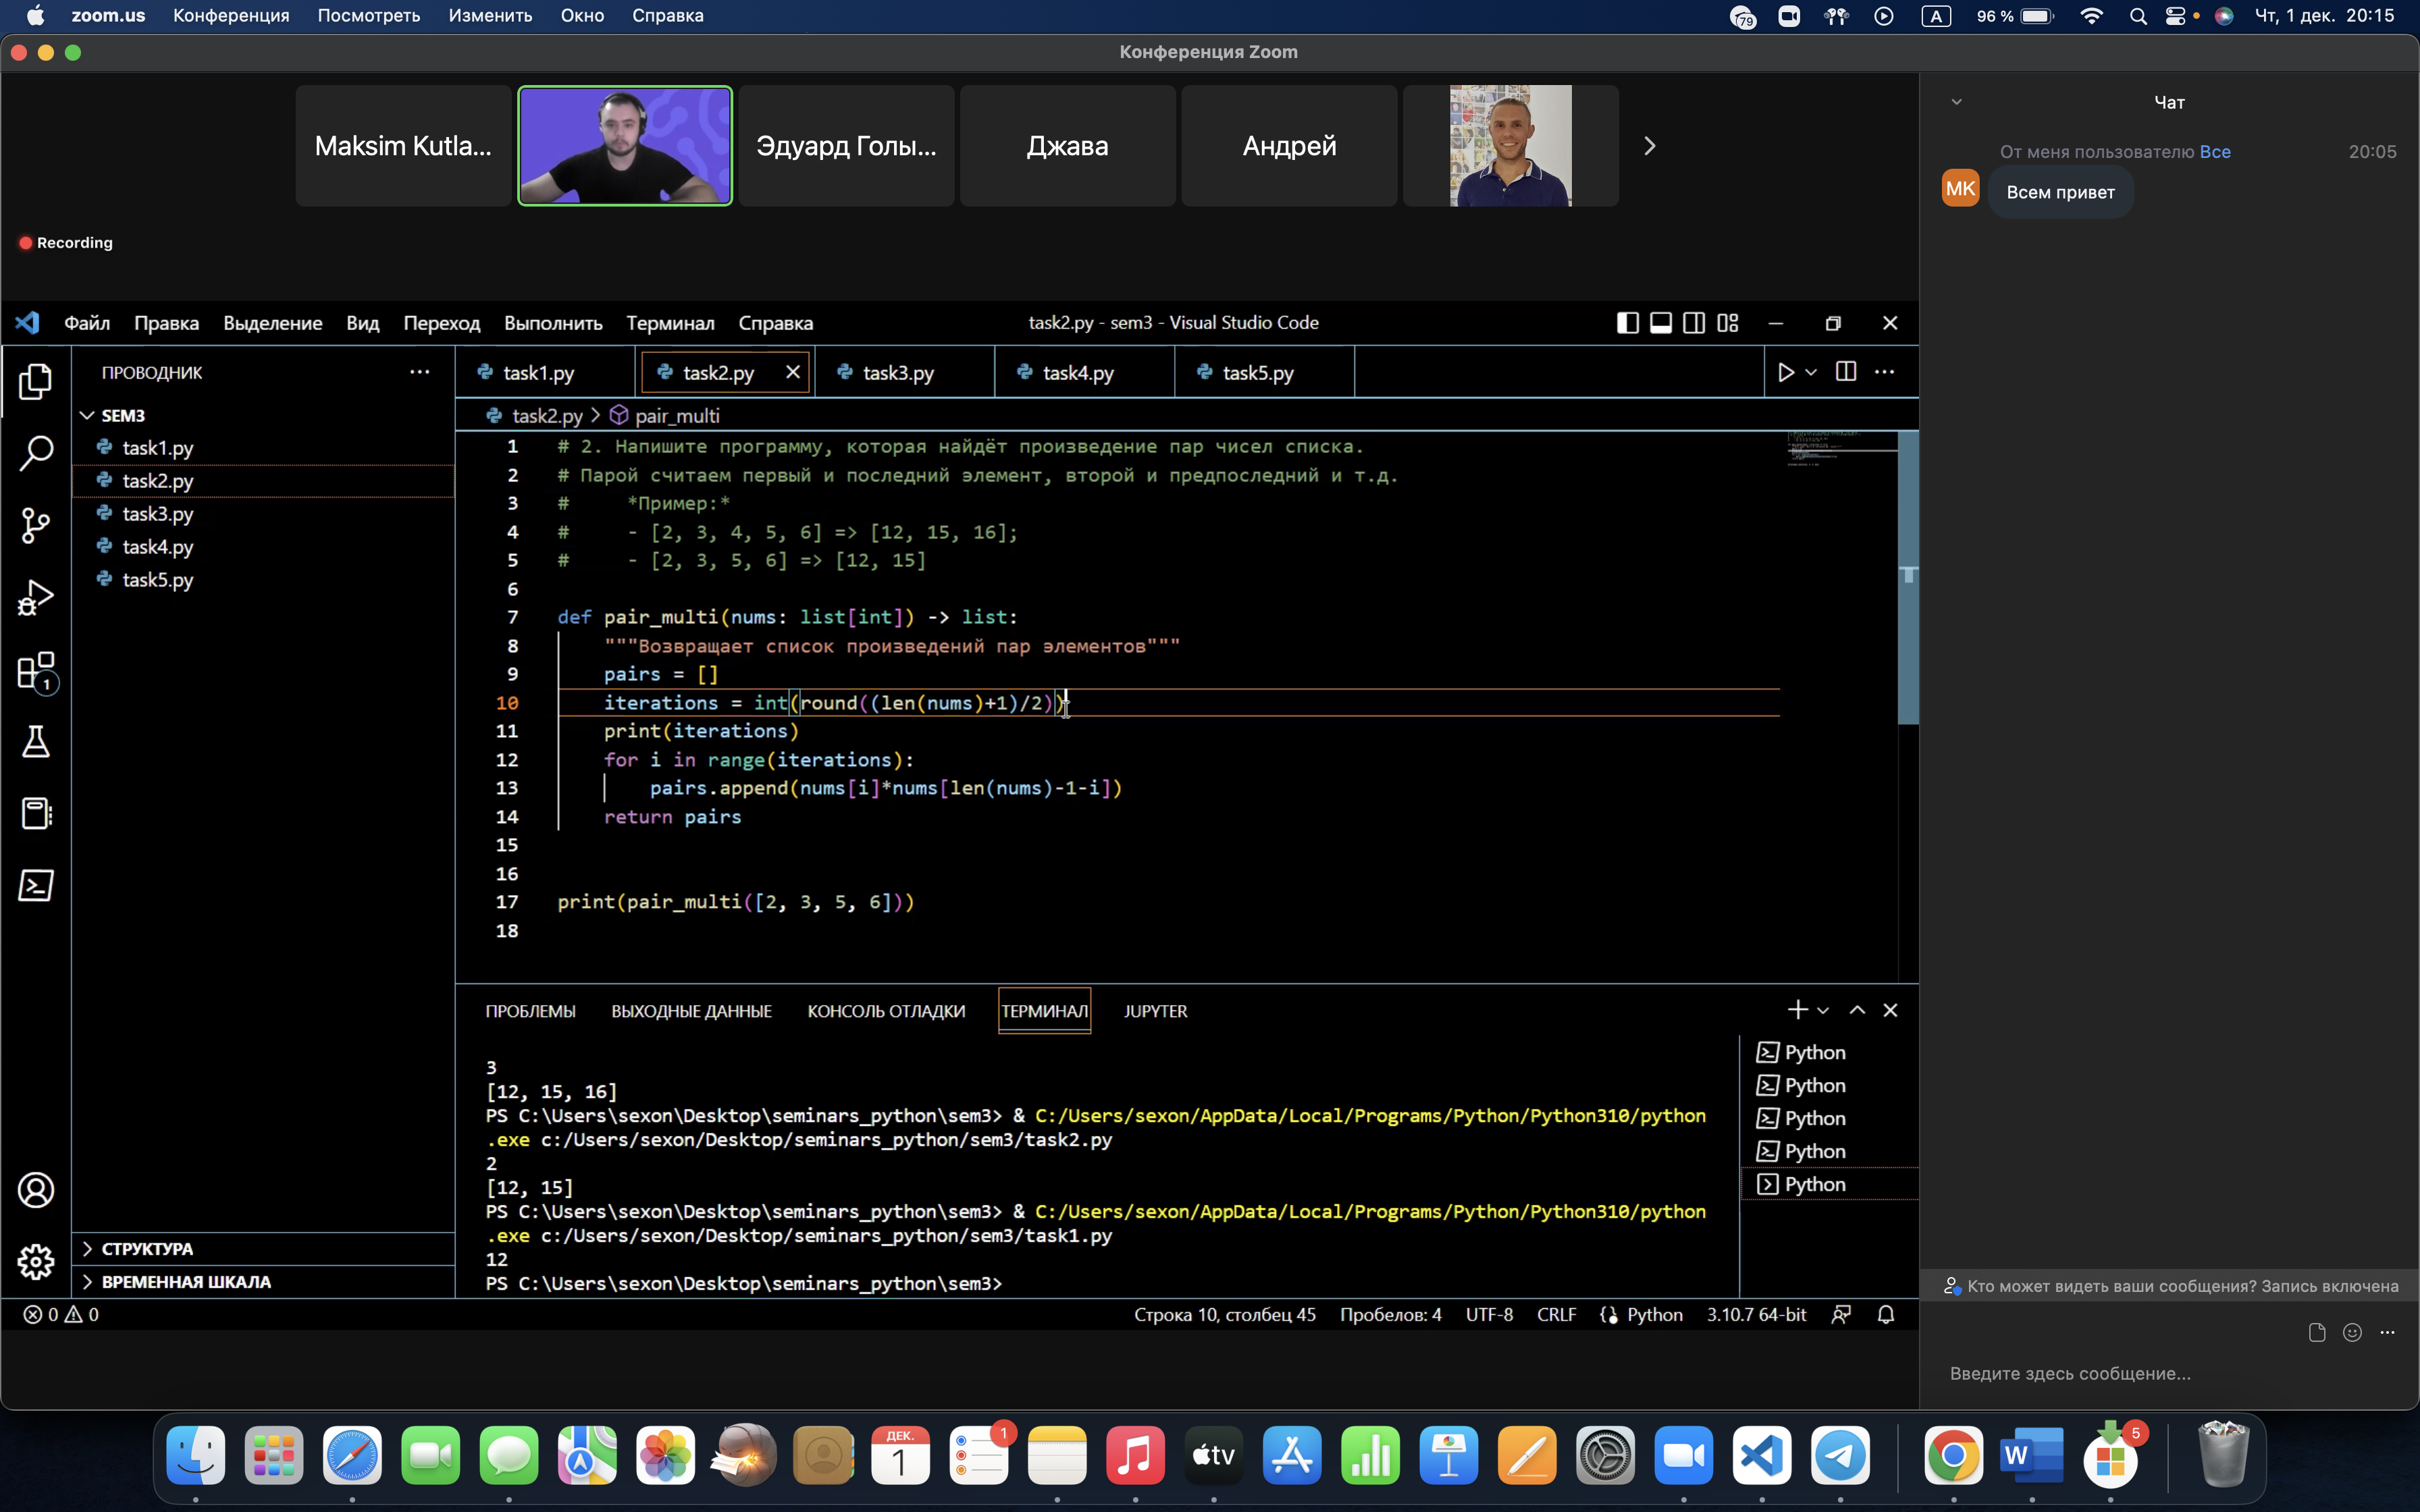 zoom.us Конференция Посмотреть Изменить Окно Справка
79 A 96 % Чт, 1 дек. 20:15
Конференция Zoom
Maksim Kutla... Эдуард Голы... Джава Андрей
Recording
Файл Правка Выделение Вид Переход Выполнить Терминал Справка
task2.py - sem3 - Visual Studio Code
ПРОВОДНИК ...
SEM3
task1.py
task2.py
task3.py
task4.py
task5.py
1
СТРУКТУРА
ВРЕМЕННАЯ ШКАЛА
task1.py task2.py task3.py task4.py task5.py
task2.py > pair_multi
1 # 2. Напишите программу, которая найдёт произведение пар чисел списка.
2 # Парой считаем первый и последний элемент, второй и предпоследний и т.д.
3 # *Пример:*
4 # - [2, 3, 4, 5, 6] => [12, 15, 16];
5 # - [2, 3, 5, 6] => [12, 15]
6
7 def pair_multi(nums: list[int]) -> list:
8 """Возвращает список произведений пар элементов"""
9 pairs = []
10 iterations = int(round((len(nums)+1)/2))
11 print(iterations)
12 for i in range(iterations):
13 pairs.append(nums[i]*nums[len(nums)-1-i])
14 return pairs
15
16
17 print(pair_multi([2, 3, 5, 6]))
18
ПРОБЛЕМЫ ВЫХОДНЫЕ ДАННЫЕ КОНСОЛЬ ОТЛАДКИ ТЕРМИНАЛ JUPYTER
3
[12, 15, 16]
PS C:\Users\sexon\Desktop\seminars_python\sem3> & C:/Users/sexon/AppData/Local/Programs/Python/Python310/python
.exe c:/Users/sexon/Desktop/seminars_python/sem3/task2.py
2
[12, 15]
PS C:\Users\sexon\Desktop\seminars_python\sem3> & C:/Users/sexon/AppData/Local/Programs/Python/Python310/python
.exe c:/Users/sexon/Desktop/seminars_python/sem3/task1.py
12
PS C:\Users\sexon\Desktop\seminars_python\sem3>
Python
Python
Python
Python
Python
0 0
Строка 10, столбец 45 Пробелов: 4 UTF-8 CRLF Python 3.10.7 64-bit
Чат
От меня пользователю Все 20:05
MK Всем привет
Кто может видеть ваши сообщения? Запись включена
Введите здесь сообщение...
ДЕК.
1
1
tv
W
5